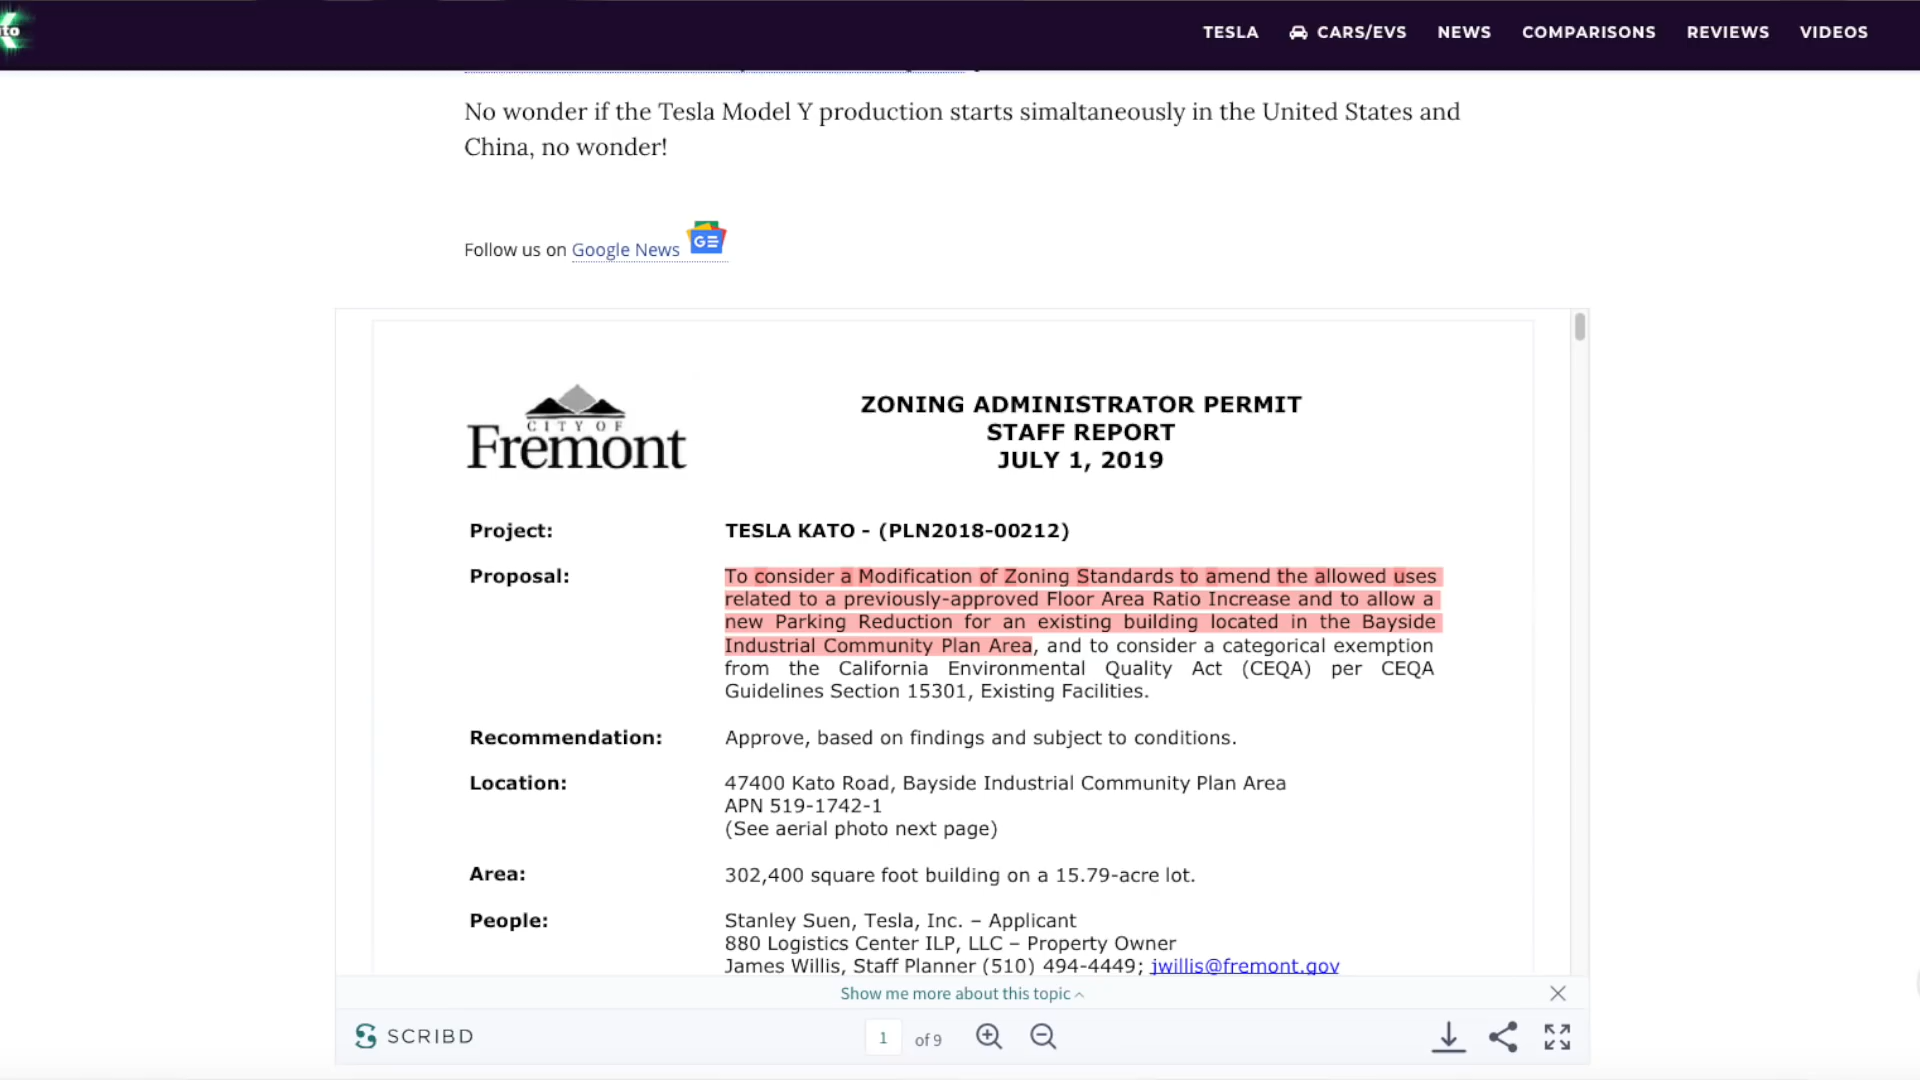 to
TESLA CARS/EVS NEWS COMPARISONS REVIEWS VIDEOS
No wonder if the Tesla Model Y production starts simaltaneously in the United States and
China, no wonder!
Follow us on Google News
GE
CITY OF
Fremont
ZONING ADMINISTRATOR PERMIT
STAFF REPORT
JULY 1, 2019
Project: TESLA KATO - (PLN2018-00212)
Proposal: To consider a Modification of Zoning Standards to amend the allowed uses
related to a previously-approved Floor Area Ratio Increase and to allow a
new Parking Reduction for an existing building located in the Bayside
Industrial Community Plan Area, and to consider a categorical exemption
from the California Environmental Quality Act (CEQA) per CEQA
Guidelines Section 15301, Existing Facilities.
Recommendation: Approve, based on findings and subject to conditions.
Location: 47400 Kato Road, Bayside Industrial Community Plan Area
APN 519-1742-1
(See aerial photo next page)
Area: 302,400 square foot building on a 15.79-acre lot.
People: Stanley Suen, Tesla, Inc. – Applicant
880 Logistics Center ILP, LLC – Property Owner
James Willis, Staff Planner (510) 494-4449; jwillis@fremont.gov
Show me more about this topic
SCRIBD 1 of 9